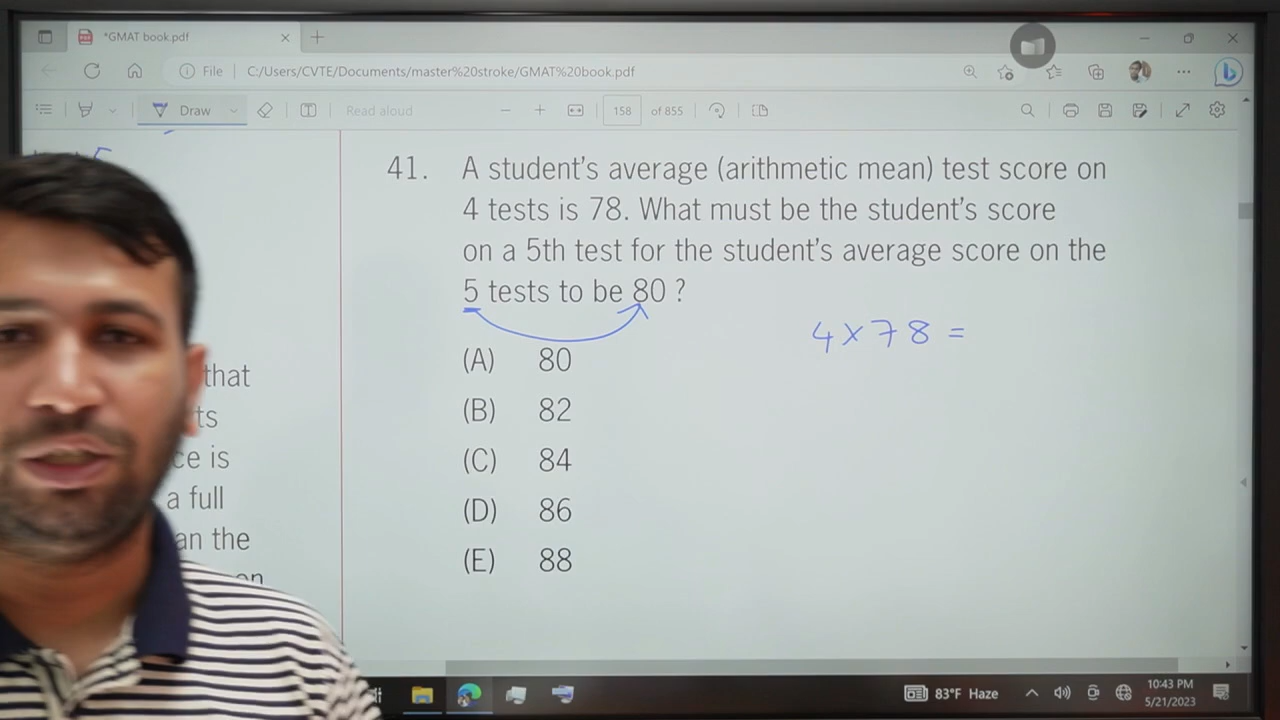 *GMAT book.pdf
File C:/Users/CVTE/Documents/master%20stroke/GMAT%20book.pdf
Draw Read aloud 158 of 855
41. A student's average (arithmetic mean) test score on
4 tests is 78. What must be the student's score
on a 5th test for the student's average score on the
5 tests to be 80 ?
4 × 78 =
(A) 80
(B) 82
(C) 84
(D) 86
(E) 88
that
ts
ce is
a full
an the
on
83°F Haze
10:43 PM
5/21/2023